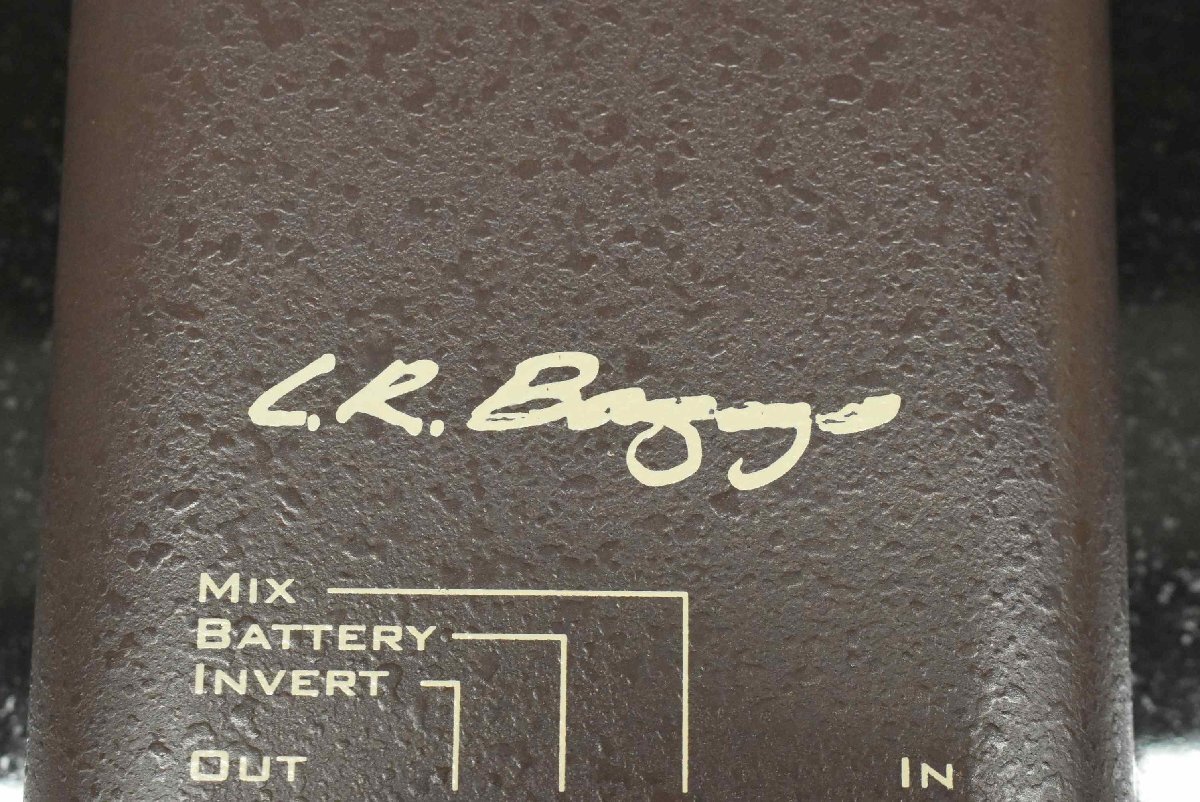 L.R. Baggs
MIX
BATTERY
INVERT
OUT
IN